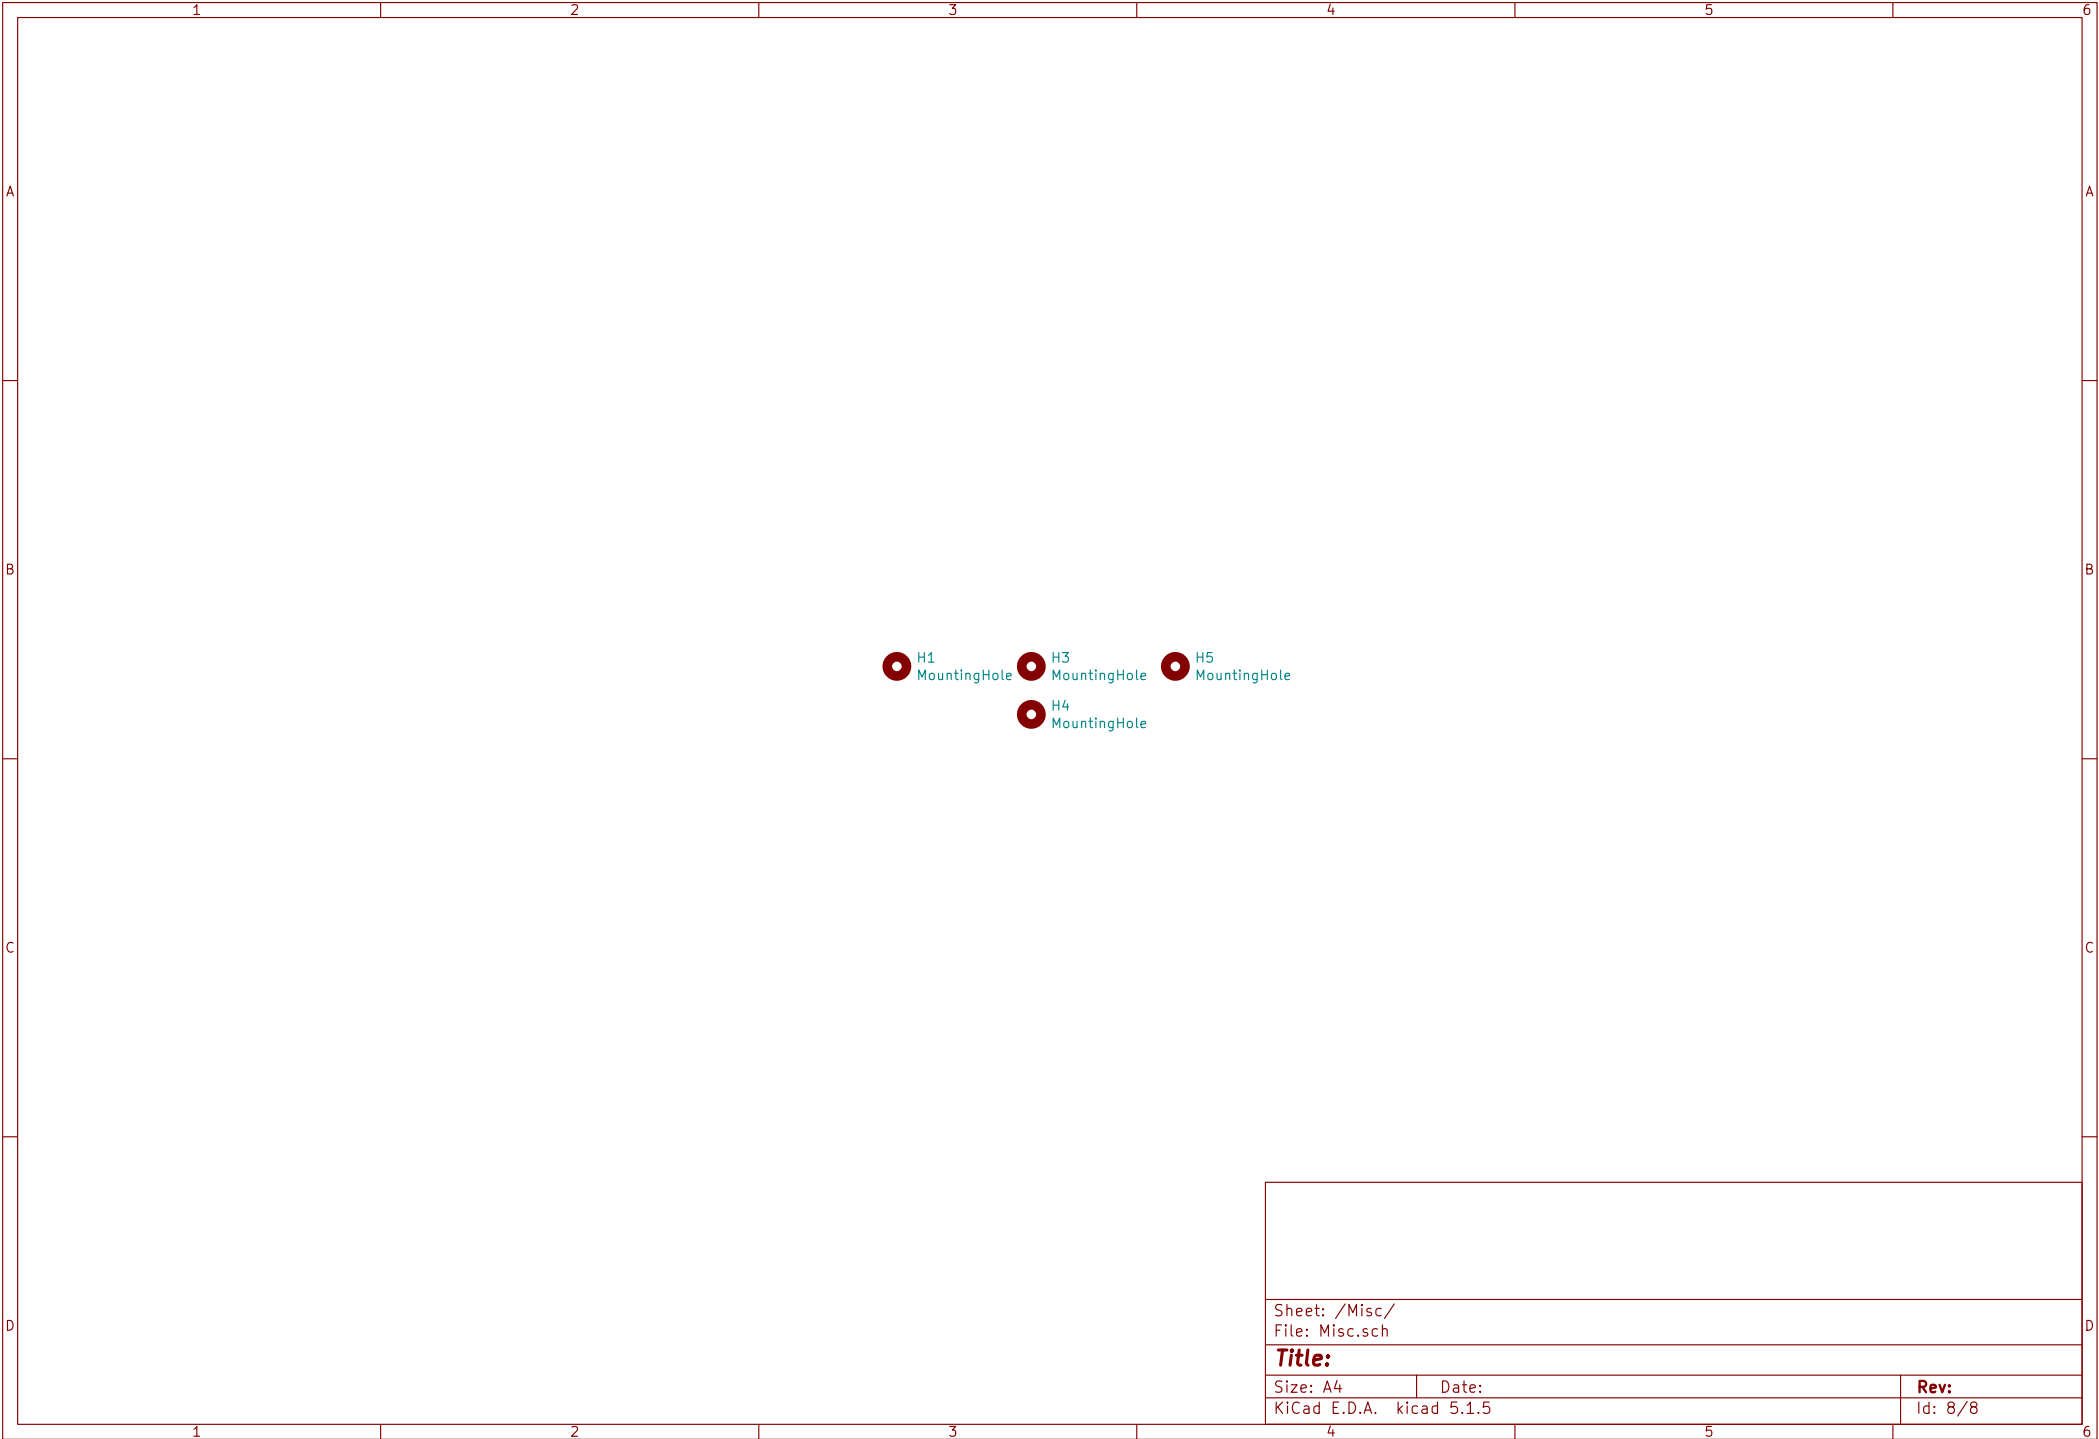 1 2 3 4 5 6
A A
B B
H1
MountingHole
H3
MountingHole
H5
MountingHole
H4
MountingHole
C C
Sheet: /Misc/
File: Misc.sch
D D
Title:
Size: A4 Date: Rev:
KiCad E.D.A. kicad 5.1.5 Id: 8/8
1 2 3 4 5 6